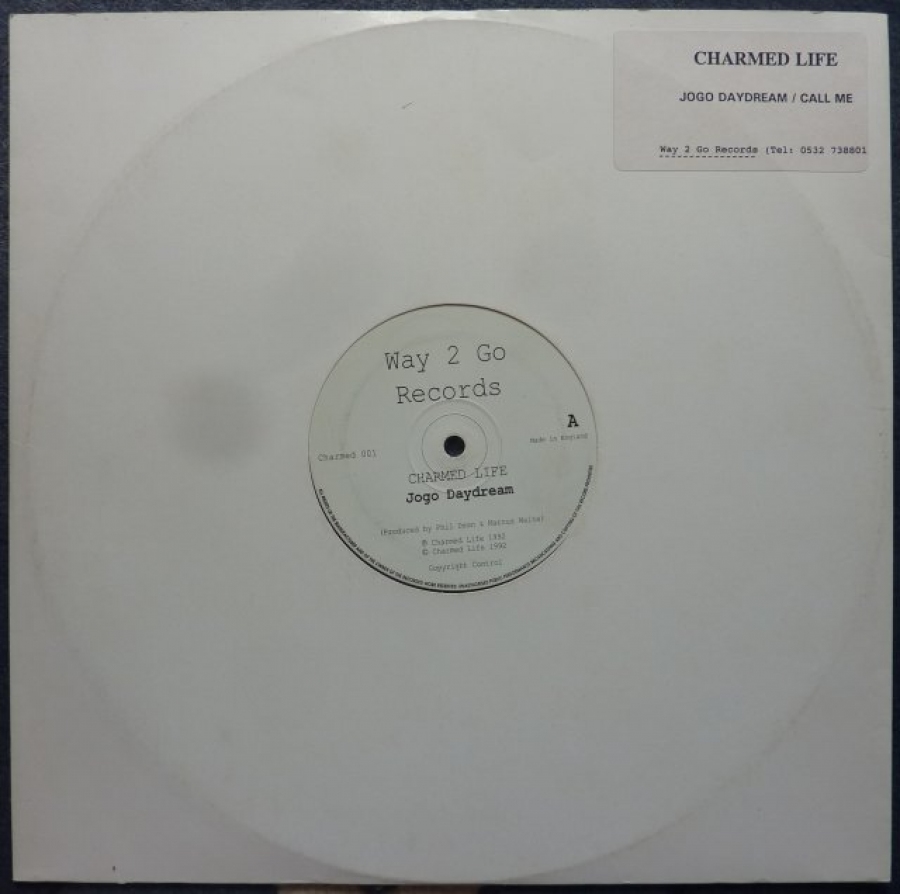 CHARMED LIFE
JOGO DAYDREAM / CALL ME
Way 2 Go Records (Tel: 0532 738601
Way 2 Go
Records
A
Made in England
Charmed 001
CHARMED LIFE
Jogo Daydream
(Produced by Phil Dean & Marcus
℗ Charmed Life 1992
© Charmed Life 1992
Copyright Control